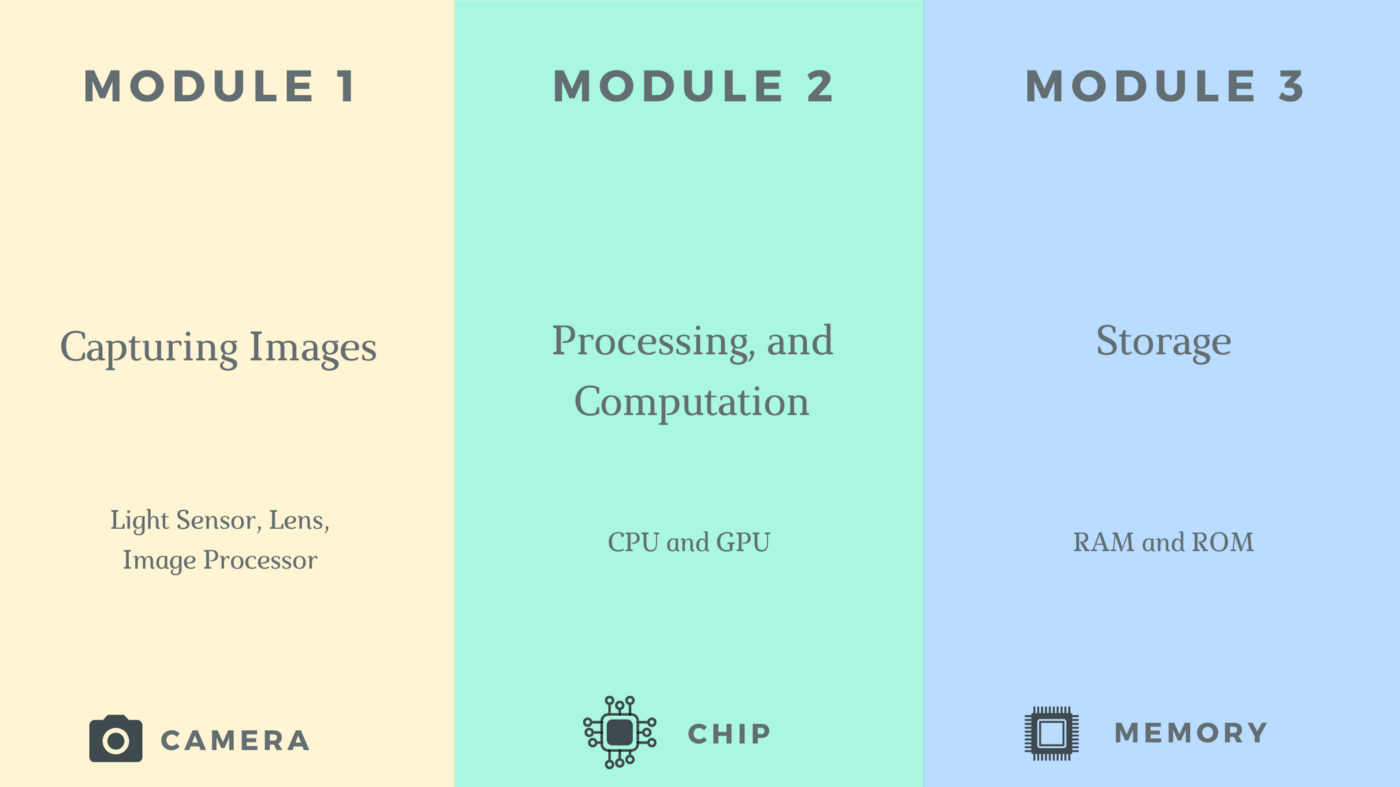 MODULE 1
Capturing Images
Light Sensor, Lens,
Image Processor
CAMERA
MODULE 2
Processing, and
Computation
CPU and GPU
CHIP
MODULE 3
Storage
RAM and ROM
MEMORY